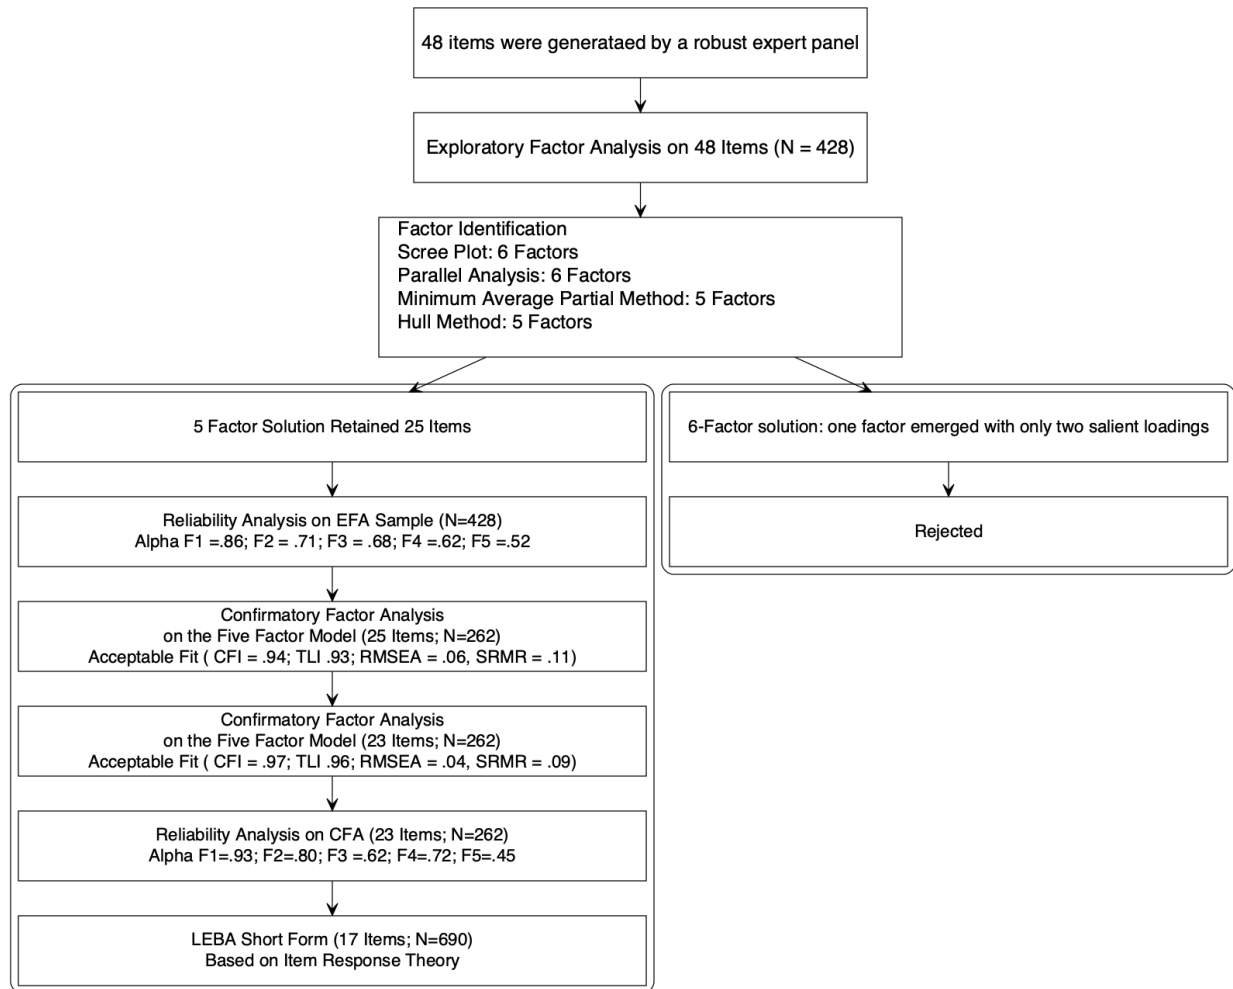 48 items were generataed by a robust expert panel
Exploratory Factor Analysis on 48 Items (N = 428)
Factor Identification
Scree Plot: 6 Factors
Parallel Analysis: 6 Factors
Minimum Average Partial Method: 5 Factors
Hull Method: 5 Factors
5 Factor Solution Retained 25 Items
Reliability Analysis on EFA Sample (N=428)
Alpha F1 =.86; F2 = .71; F3 = .68; F4 =.62; F5 =.52
Confirmatory Factor Analysis
on the Five Factor Model (25 Items; N=262)
Acceptable Fit ( CFI = .94; TLI .93; RMSEA = .06, SRMR = .11)
Confirmatory Factor Analysis
on the Five Factor Model (23 Items; N=262)
Acceptable Fit ( CFI = .97; TLI .96; RMSEA = .04, SRMR = .09)
Reliability Analysis on CFA (23 Items; N=262)
Alpha F1=.93; F2=.80; F3 =.62; F4=.72; F5=.45
LEBA Short Form (17 Items; N=690)
Based on Item Response Theory
6-Factor solution: one factor emerged with only two salient loadings
Rejected